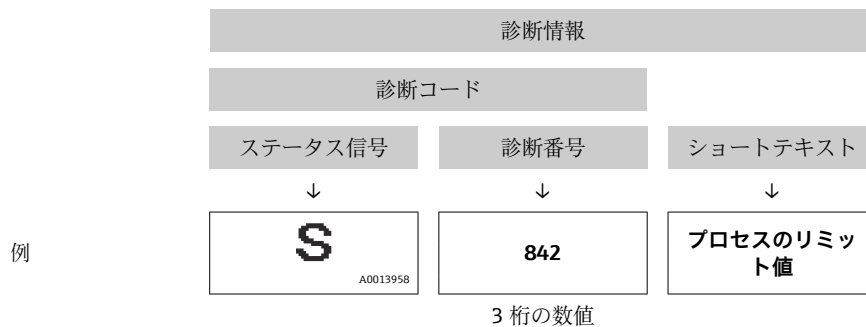 診断情報
診断コード
ステータス信号 診断番号 ショートテキスト
↓ ↓ ↓
例 S 842 プロセスのリミッ
ト値
A0013958
3 桁の数値